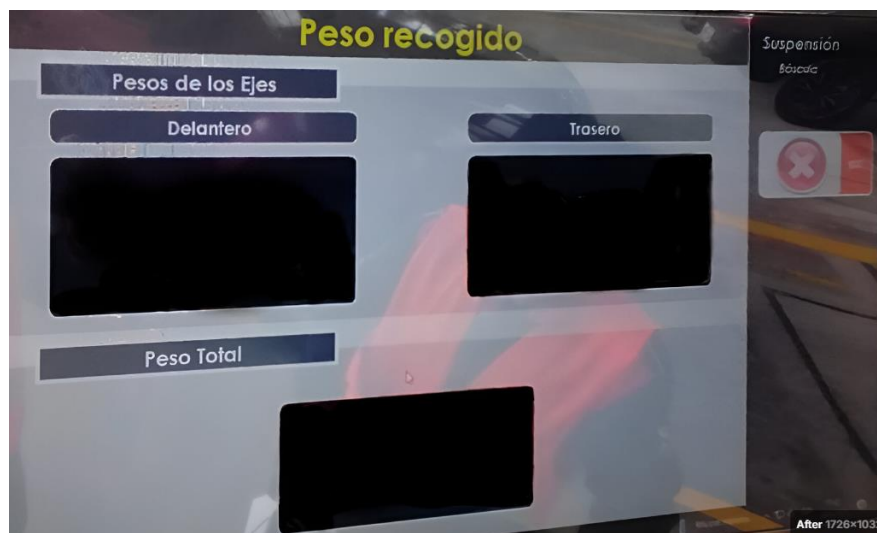 Peso recogido
Suspensión
Báscula
Pesos de los Ejes
Delantero
Trasero
Peso Total
After 1726×103